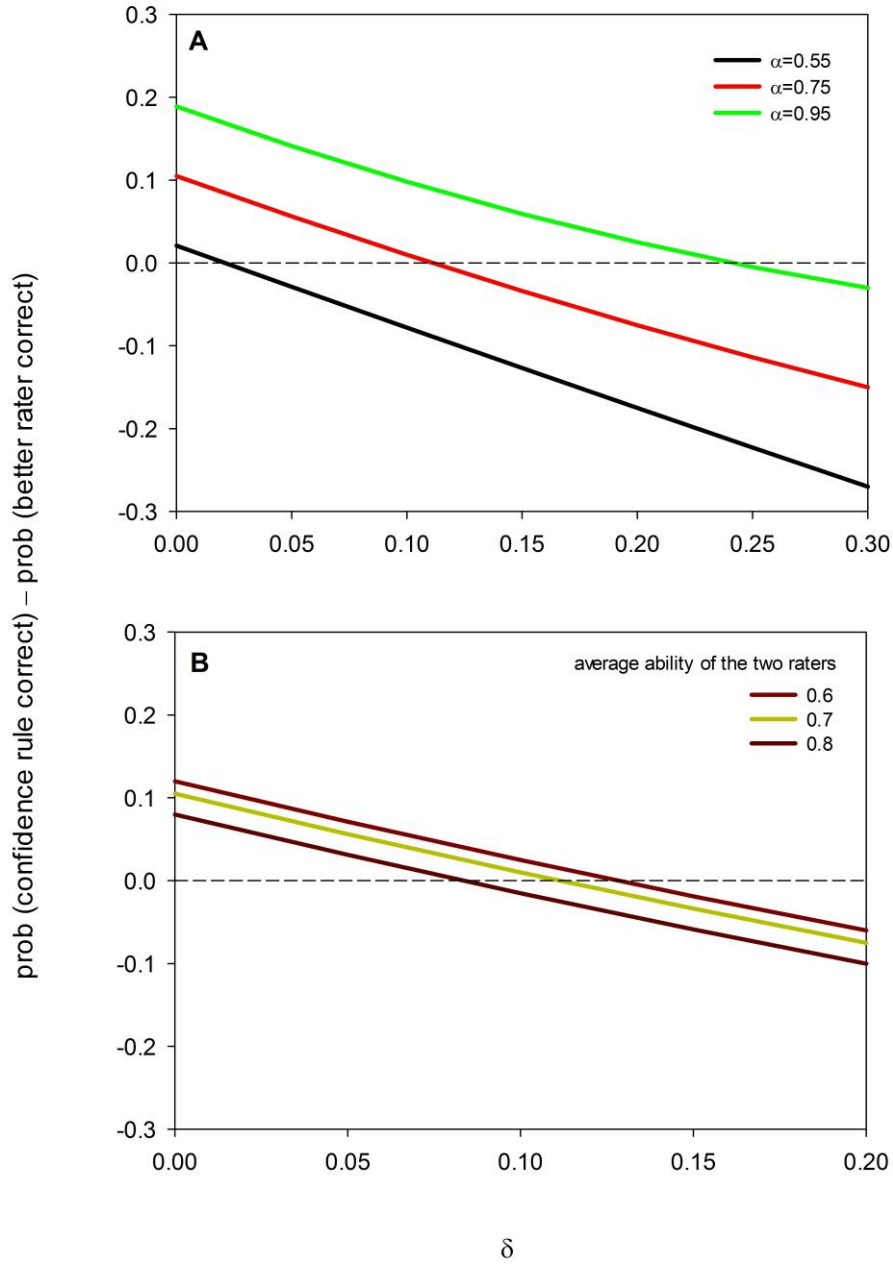 prob (confidence rule correct) – prob (better rater correct)
A
α=0.55
α=0.75
α=0.95
0.3
0.2
0.1
0.0
-0.1
-0.2
-0.3
0.00 0.05 0.10 0.15 0.20 0.25 0.30
B
average ability of the two raters
0.6
0.7
0.8
0.3
0.2
0.1
0.0
-0.1
-0.2
-0.3
0.00 0.05 0.10 0.15 0.20
δ